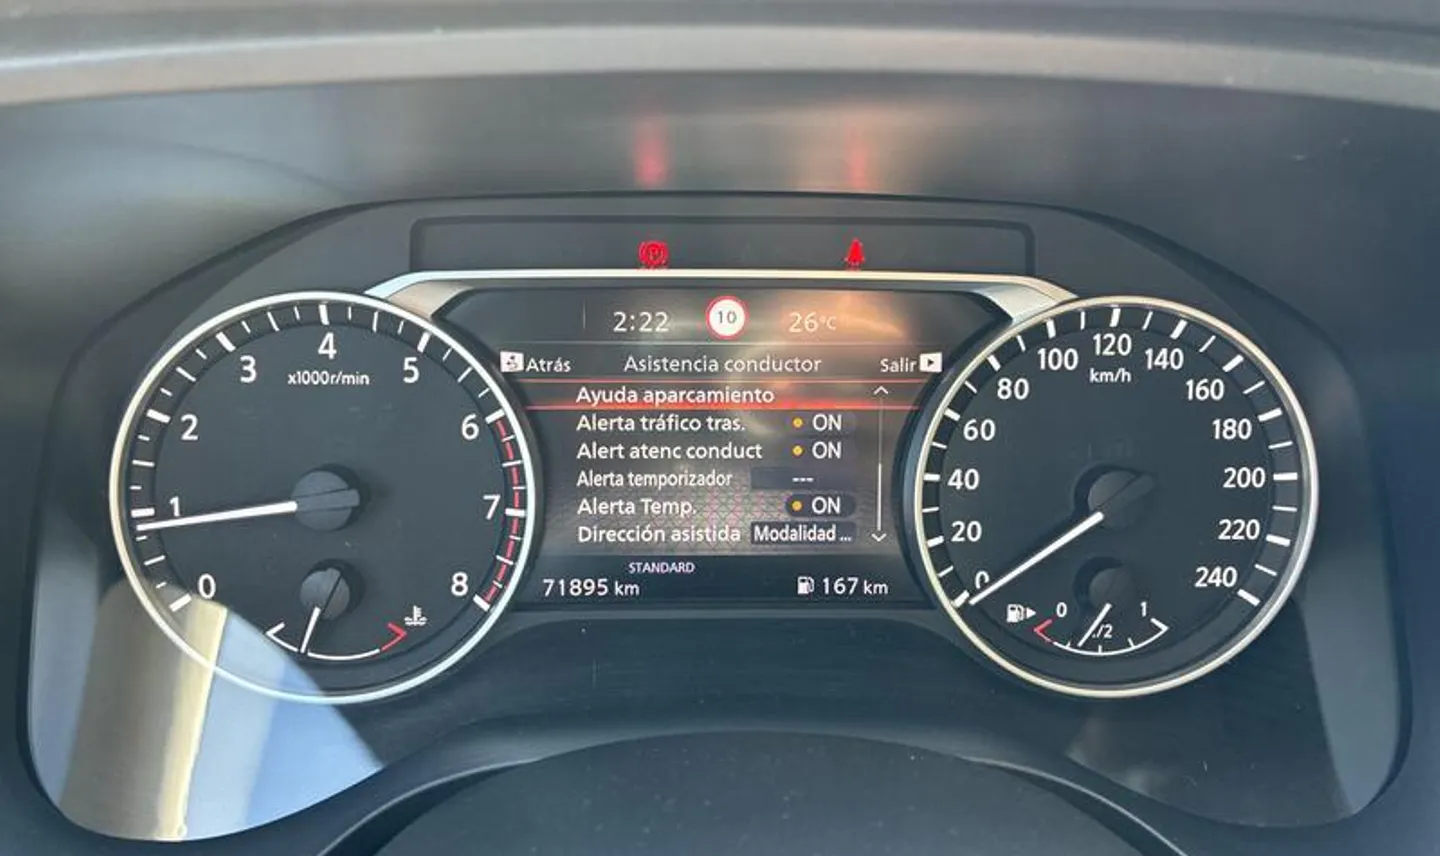 2:22 10 26°C
Atrás Asistencia conductor Salir
Ayuda aparcamiento
Alerta tráfico tras. ON
Alert atenc conduct ON
Alerta temporizador ---
Alerta Temp. ON
Dirección asistida Modalidad ...
STANDARD
71895 km 167 km
0 1 2 3 4 5 6 7 8
x1000r/min
0 20 40 60 80 100 120 140 160 180 200 220 240
km/h
0 1/2 1
P